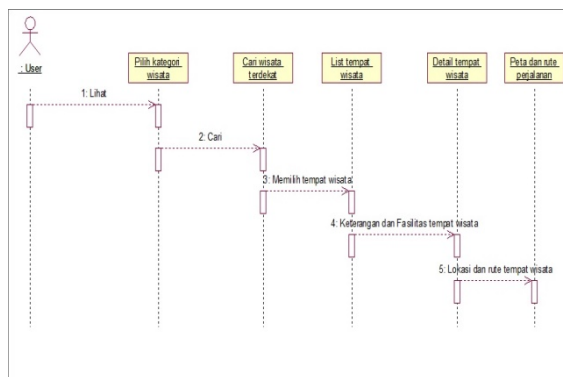 : User
Pilih kategori
wisata
Cari wisata
terdekat
List tempat
wisata
Detail tempat
wisata
Peta dan rute
perjalanan
1: Lihat
2: Cari
3: Memilih tempat wisata
4: Keterangan dan Fasilitas tempat wisata
5: Lokasi dan rute tempat wisata